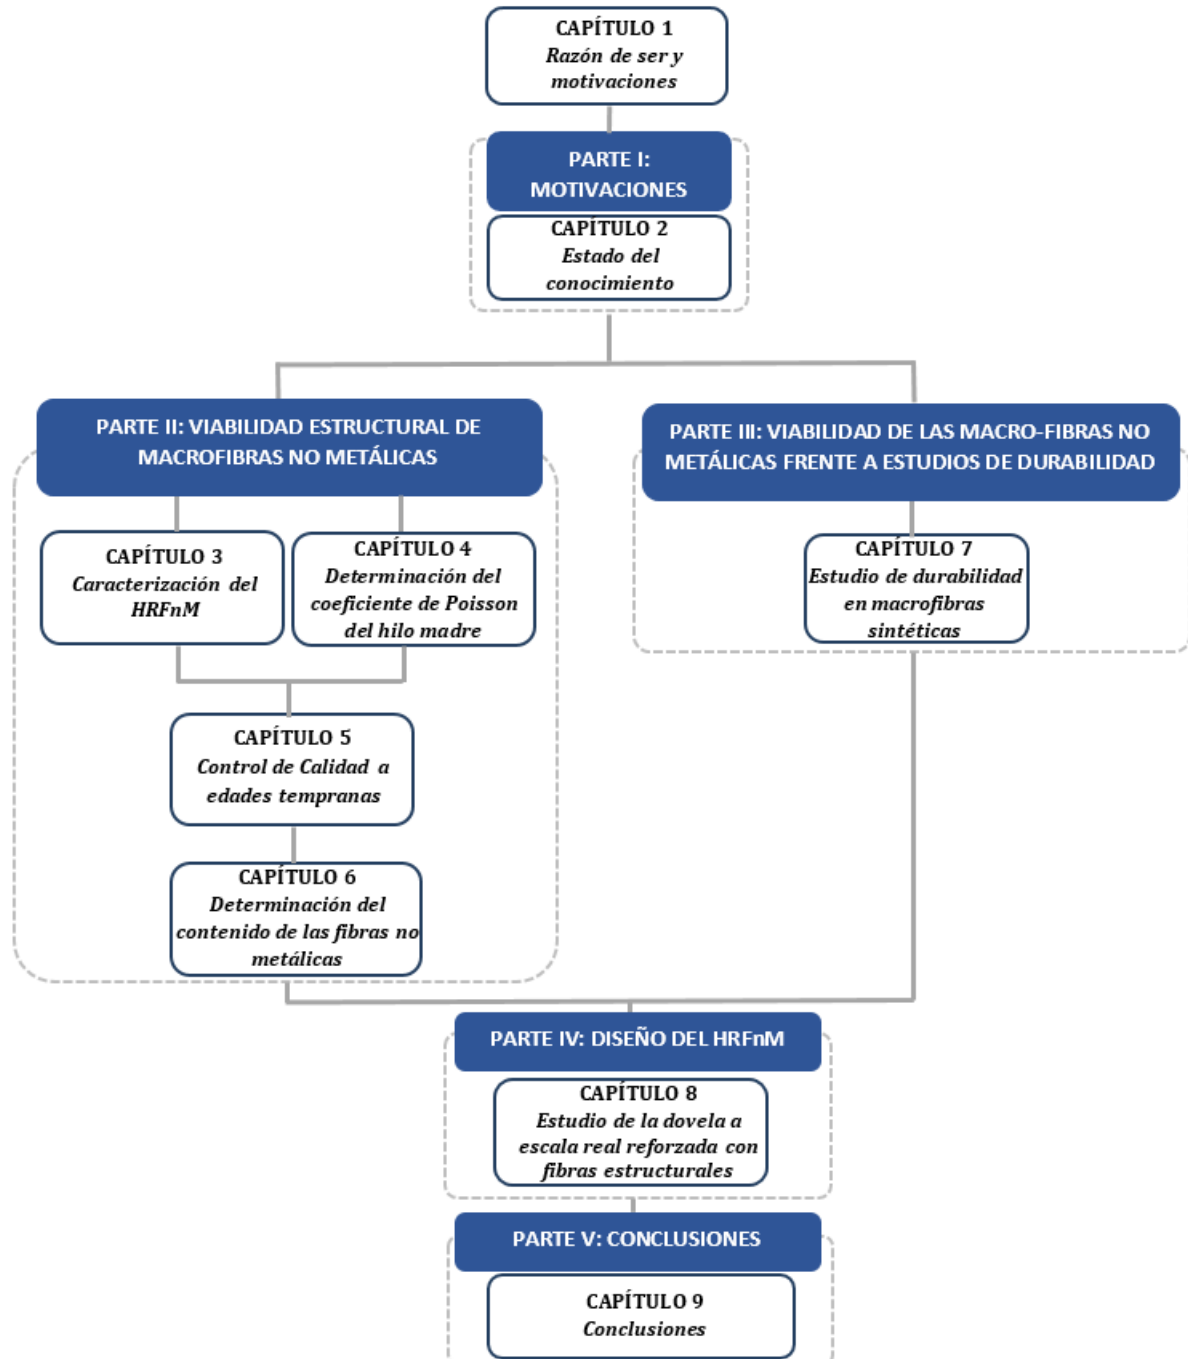 CAPÍTULO 1
Razón de ser y
motivaciones
PARTE I:
MOTIVACIONES
CAPÍTULO 2
Estado del
conocimiento
PARTE II: VIABILIDAD ESTRUCTURAL DE
MACROFIBRAS NO METÁLICAS
CAPÍTULO 3
Caracterización del
HRFnM
CAPÍTULO 4
Determinación del
coeficiente de Poisson
del hilo madre
CAPÍTULO 5
Control de Calidad a
edades tempranas
CAPÍTULO 6
Determinación del
contenido de las fibras no
metálicas
PARTE III: VIABILIDAD DE LAS MACRO-FIBRAS NO
METÁLICAS FRENTE A ESTUDIOS DE DURABILIDAD
CAPÍTULO 7
Estudio de durabilidad
en macrofibras
sintéticas
PARTE IV: DISEÑO DEL HRFnM
CAPÍTULO 8
Estudio de la dovela a
escala real reforzada con
fibras estructurales
PARTE V: CONCLUSIONES
CAPÍTULO 9
Conclusiones